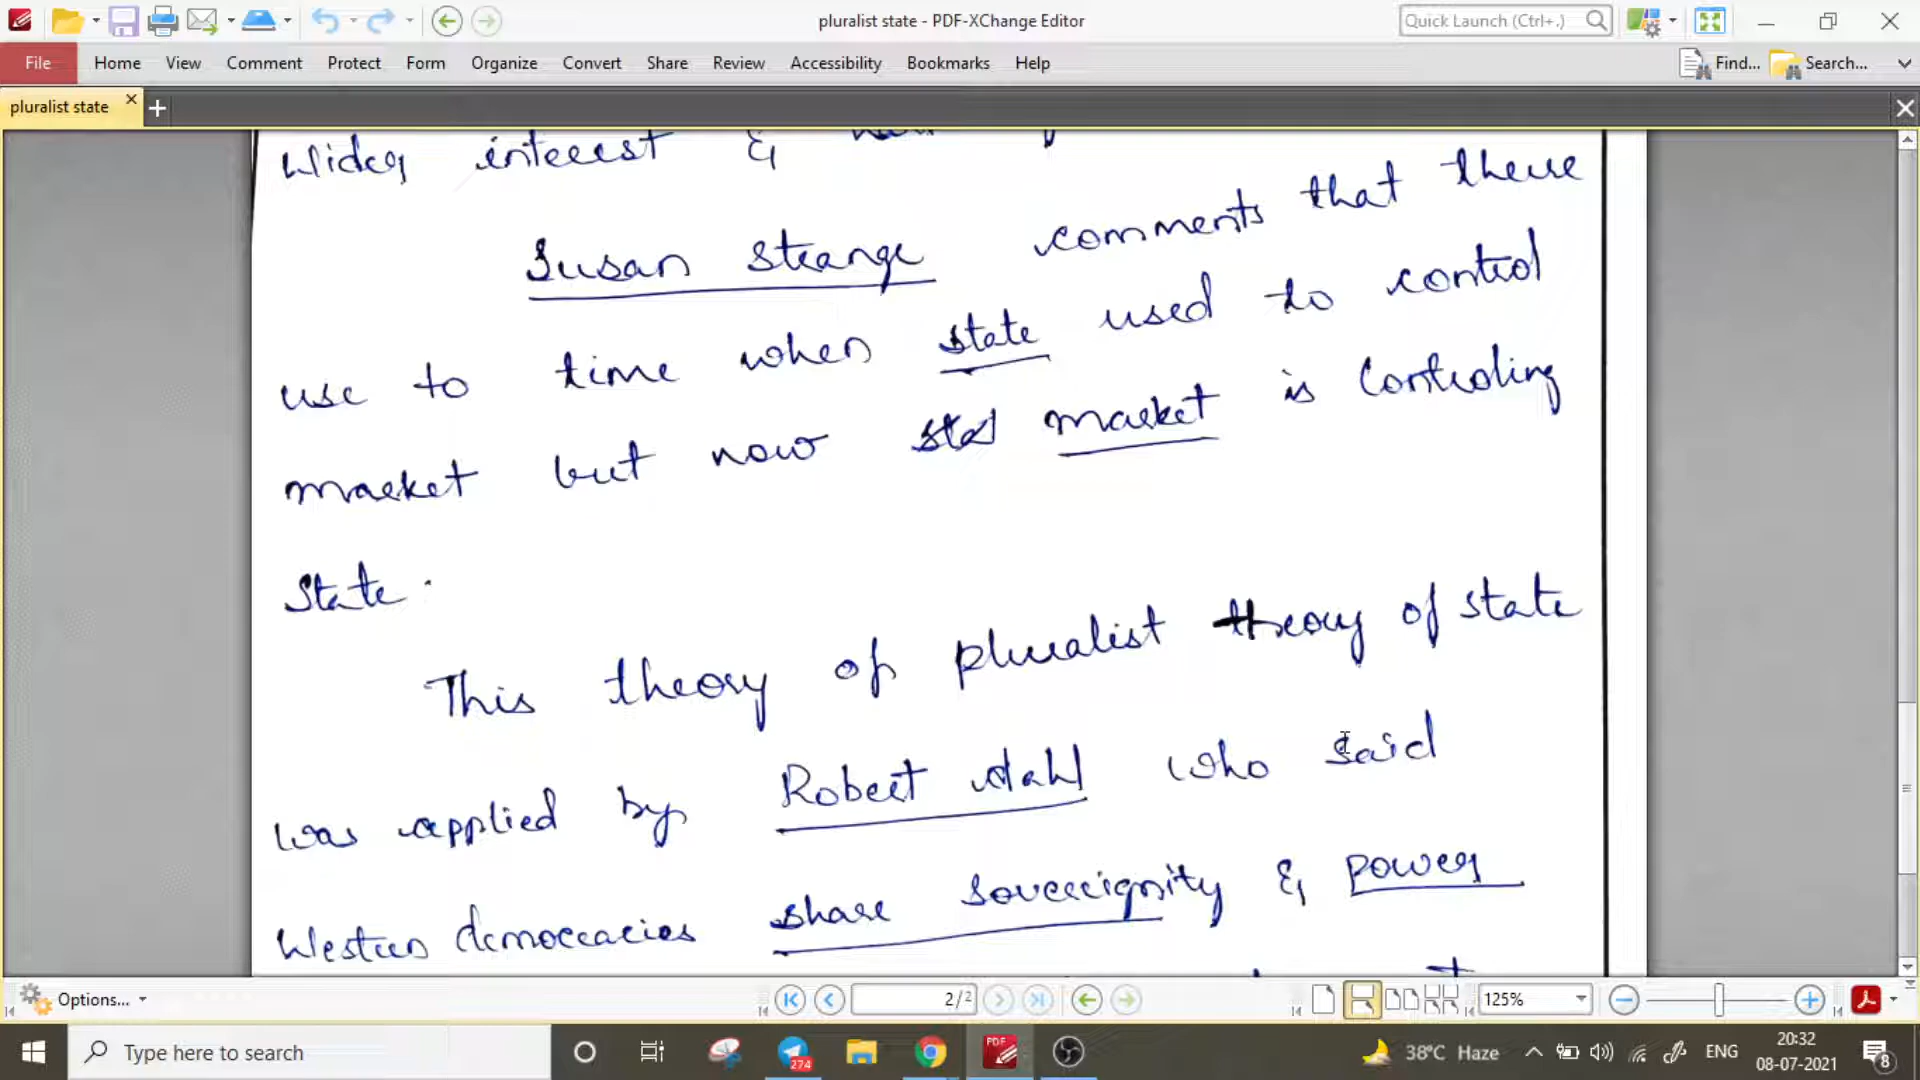 pluralist state - PDF-XChange Editor
Quick Launch (Ctrl+.)
File Home View Comment Protect Form Organize Convert Share Review Accessibility Bookmarks Help Find... Search...
pluralist state
Wider interest &
Susan Strange comments that there
use to time when state used to control
market but now market is Controling
State.
This theory of pluralist theory of state
was applied by Robert dahl who said
Western democracies share sovereignity & power
Options... 2/2 125%
Type here to search 274 PDF 38°C Haze ENG 20:32 08-07-2021 8